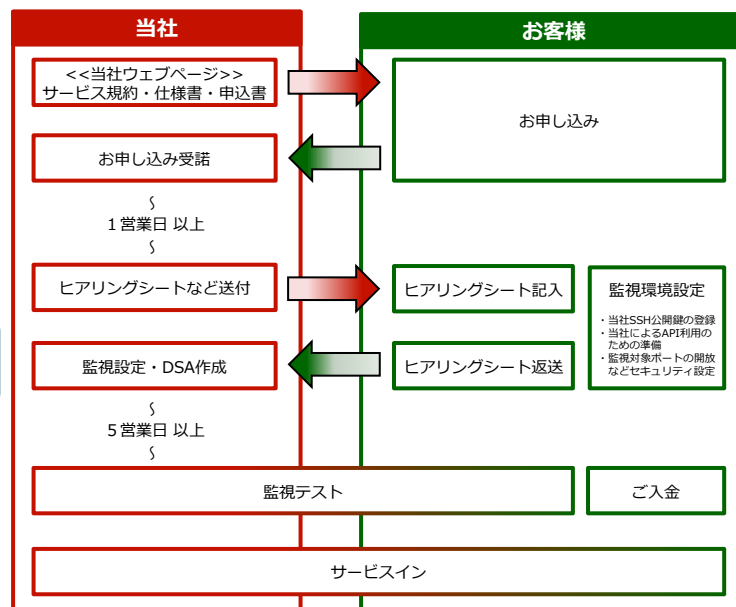 当社
お客様
<<当社ウェブページ>>
サービス規約・仕様書・申込書
お申し込み
お申し込み受諾
〜
1営業日 以上
〜
ヒアリングシートなど送付
ヒアリングシート記入
監視環境設定
・当社SSH公開鍵の登録
・当社によるAPI利用の
ための準備
・監視対象ポートの開放
などセキュリティ設定
監視設定・DSA作成
ヒアリングシート返送
〜
5営業日 以上
〜
監視テスト
ご入金
サービスイン